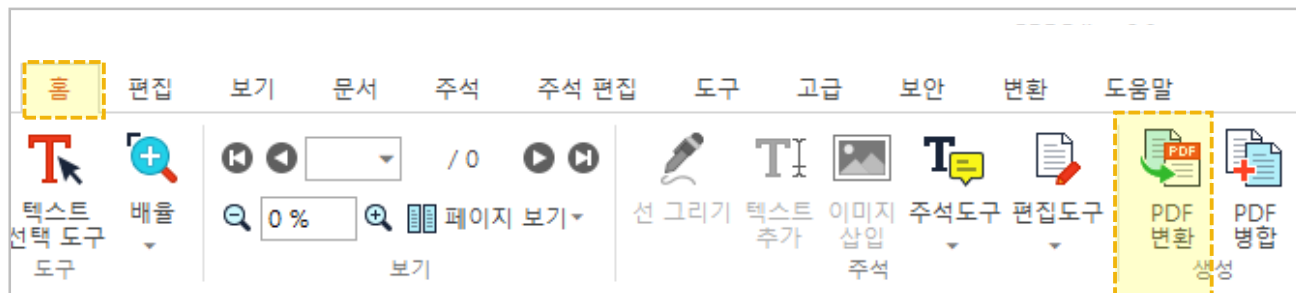 홈 편집 보기 문서 주석 주석 편집 도구 고급 보안 변환 도움말
/ 0
PDF
0 % 페이지 보기
텍스트
선택 도구
배율
선 그리기
텍스트
추가
이미지
삽입
주석도구
편집도구
PDF
변환
PDF
병합
도구 보기 주석 생성